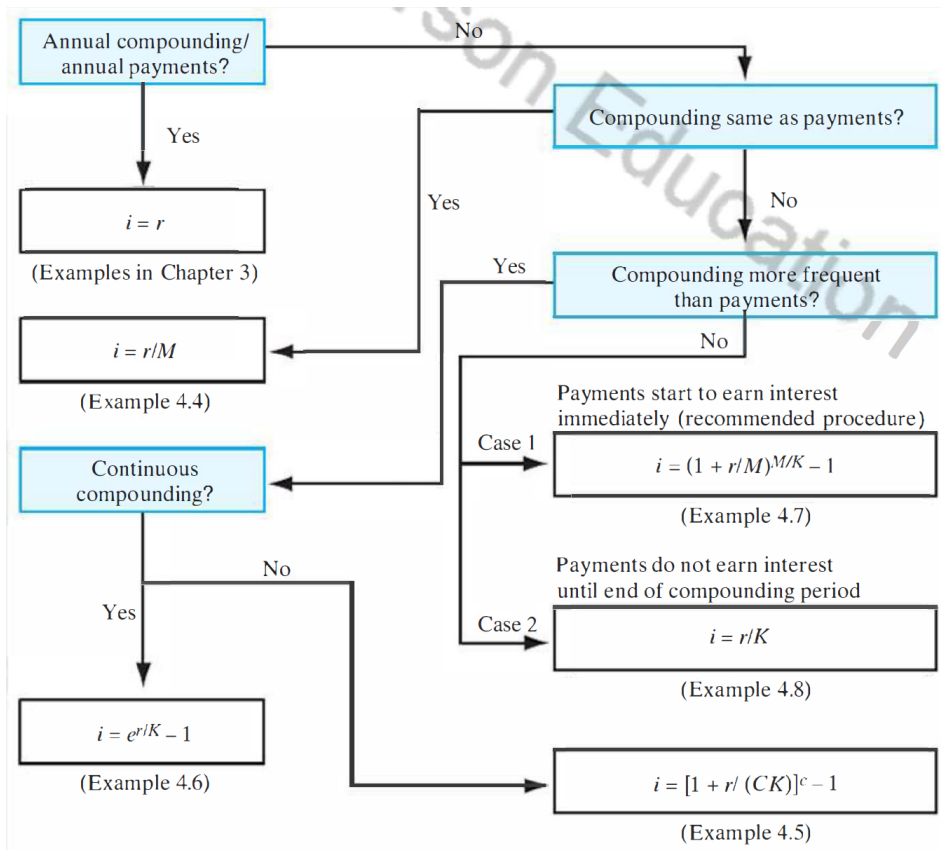 Annual compounding/
annual payments?
No
Compounding same as payments?
Yes
i = r
(Examples in Chapter 3)
Yes
No
i = r/M
(Example 4.4)
Yes
Compounding more frequent
than payments?
No
Payments start to earn interest
immediately (recommended procedure)
Case 1
i = (1 + r/M)^{M/K} – 1
(Example 4.7)
Continuous
compounding?
No
Yes
Payments do not earn interest
until end of compounding period
Case 2
i = r/K
(Example 4.8)
i = e^{r/K} – 1
(Example 4.6)
i = [1 + r/ (CK)]^{c} – 1
(Example 4.5)
son Education